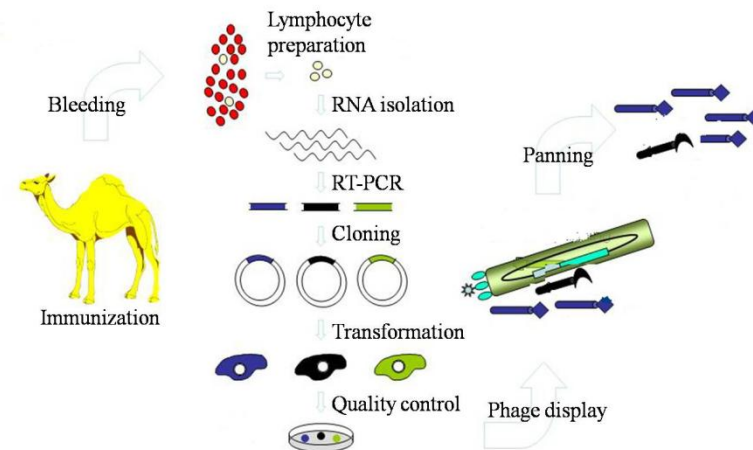 Lymphocyte
preparation
Bleeding
RNA isolation
Panning
RT-PCR
Cloning
Immunization
Transformation
Quality control
Phage display